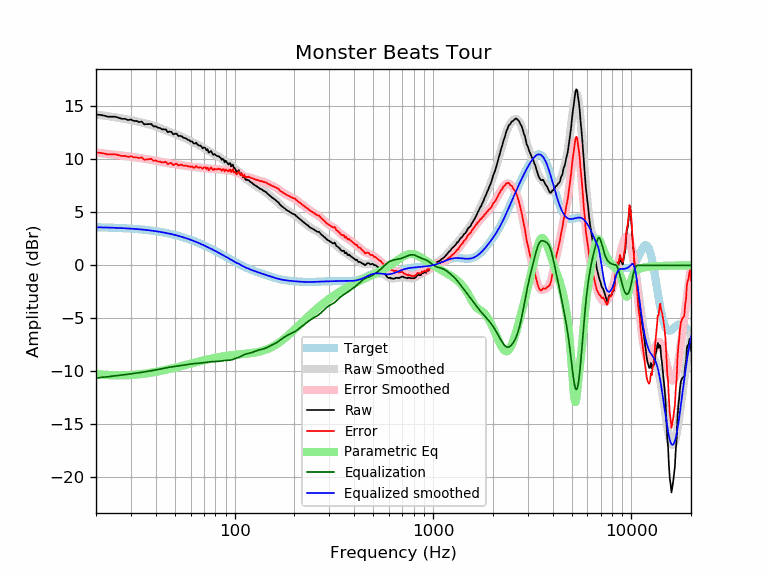 Monster Beats Tour
Amplitude (dBr)
15
10
5
0
−5
−10
−15
−20
Target
Raw Smoothed
Error Smoothed
Raw
Error
Parametric Eq
Equalization
Equalized smoothed
100
1000
10000
Frequency (Hz)